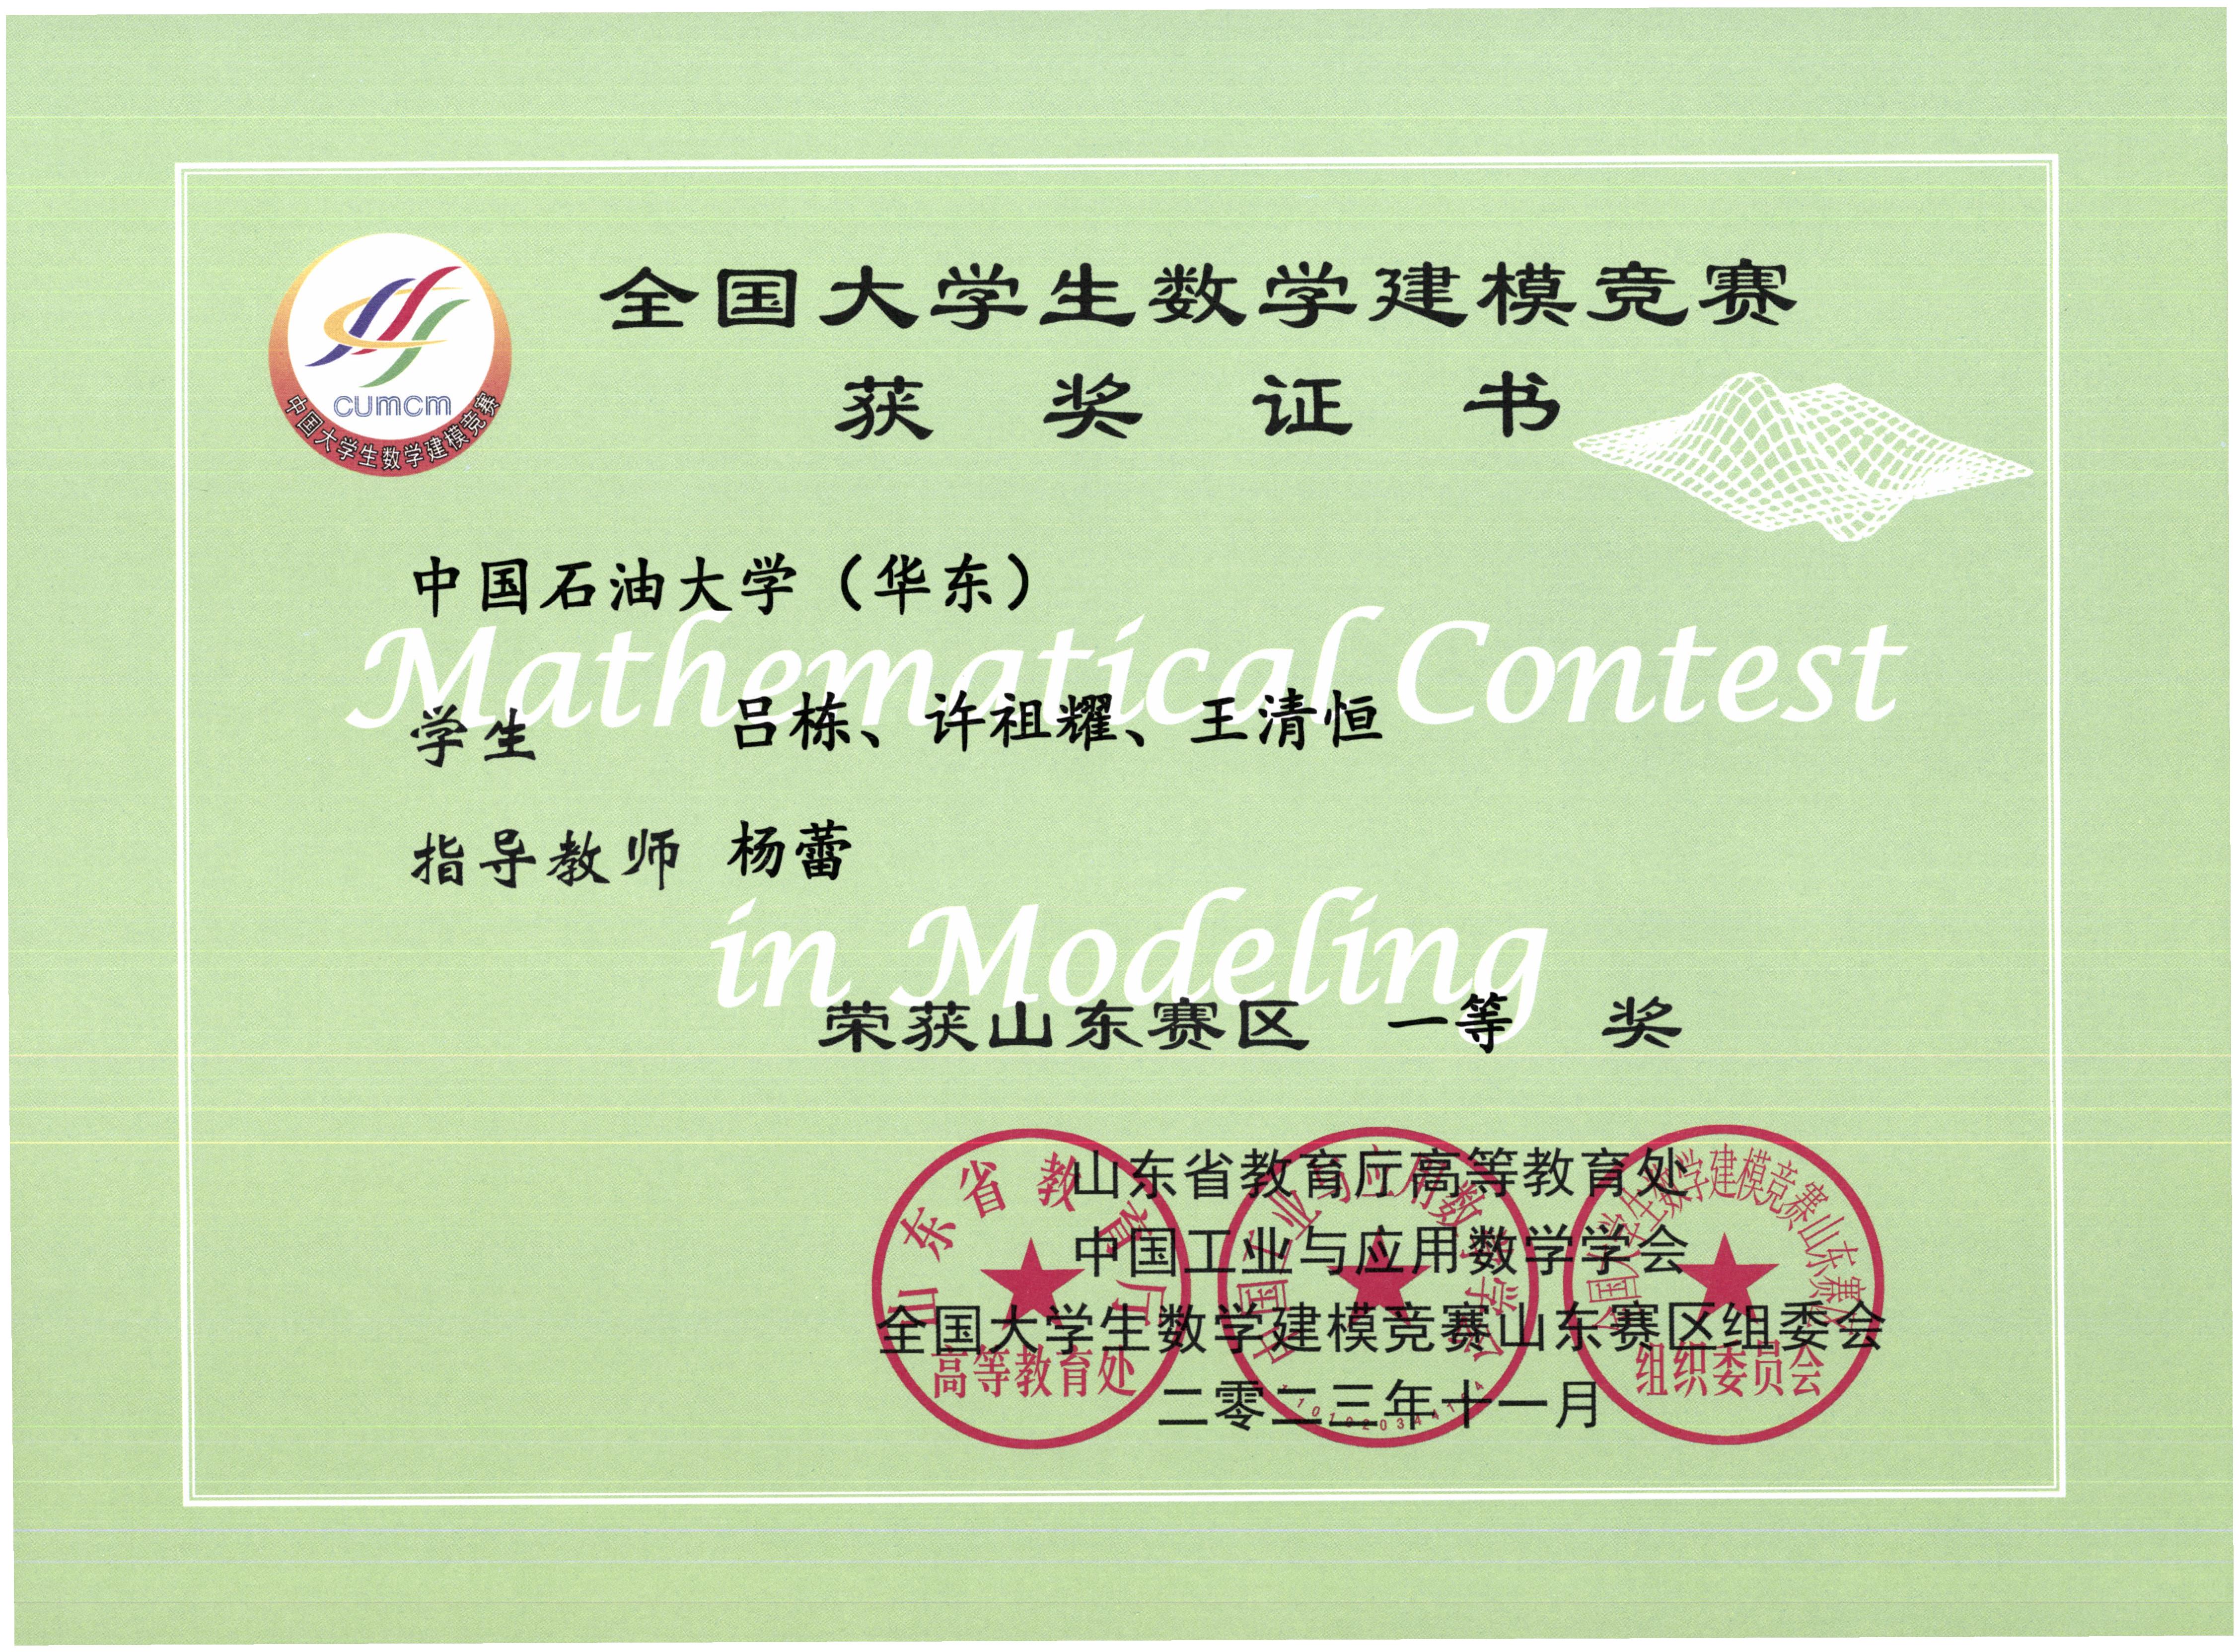 全国大学生数学建模竞赛
获奖证书
CUMCM
中国大学生数学建模竞赛
中国石油大学（华东）
Mathematical Contest
学生 吕栋、许祖耀、王清恒
指导教师 杨蕾
in Modeling
荣获山东赛区 一等 奖
山东省教育厅高等教育处
中国工业与应用数学学会
全国大学生数学建模竞赛山东赛区组委会
二零二三年十一月
山东省教育厅
高等教育处
中国工业与应用数学学会
全国大学生数学建模竞赛山东赛区
组织委员会